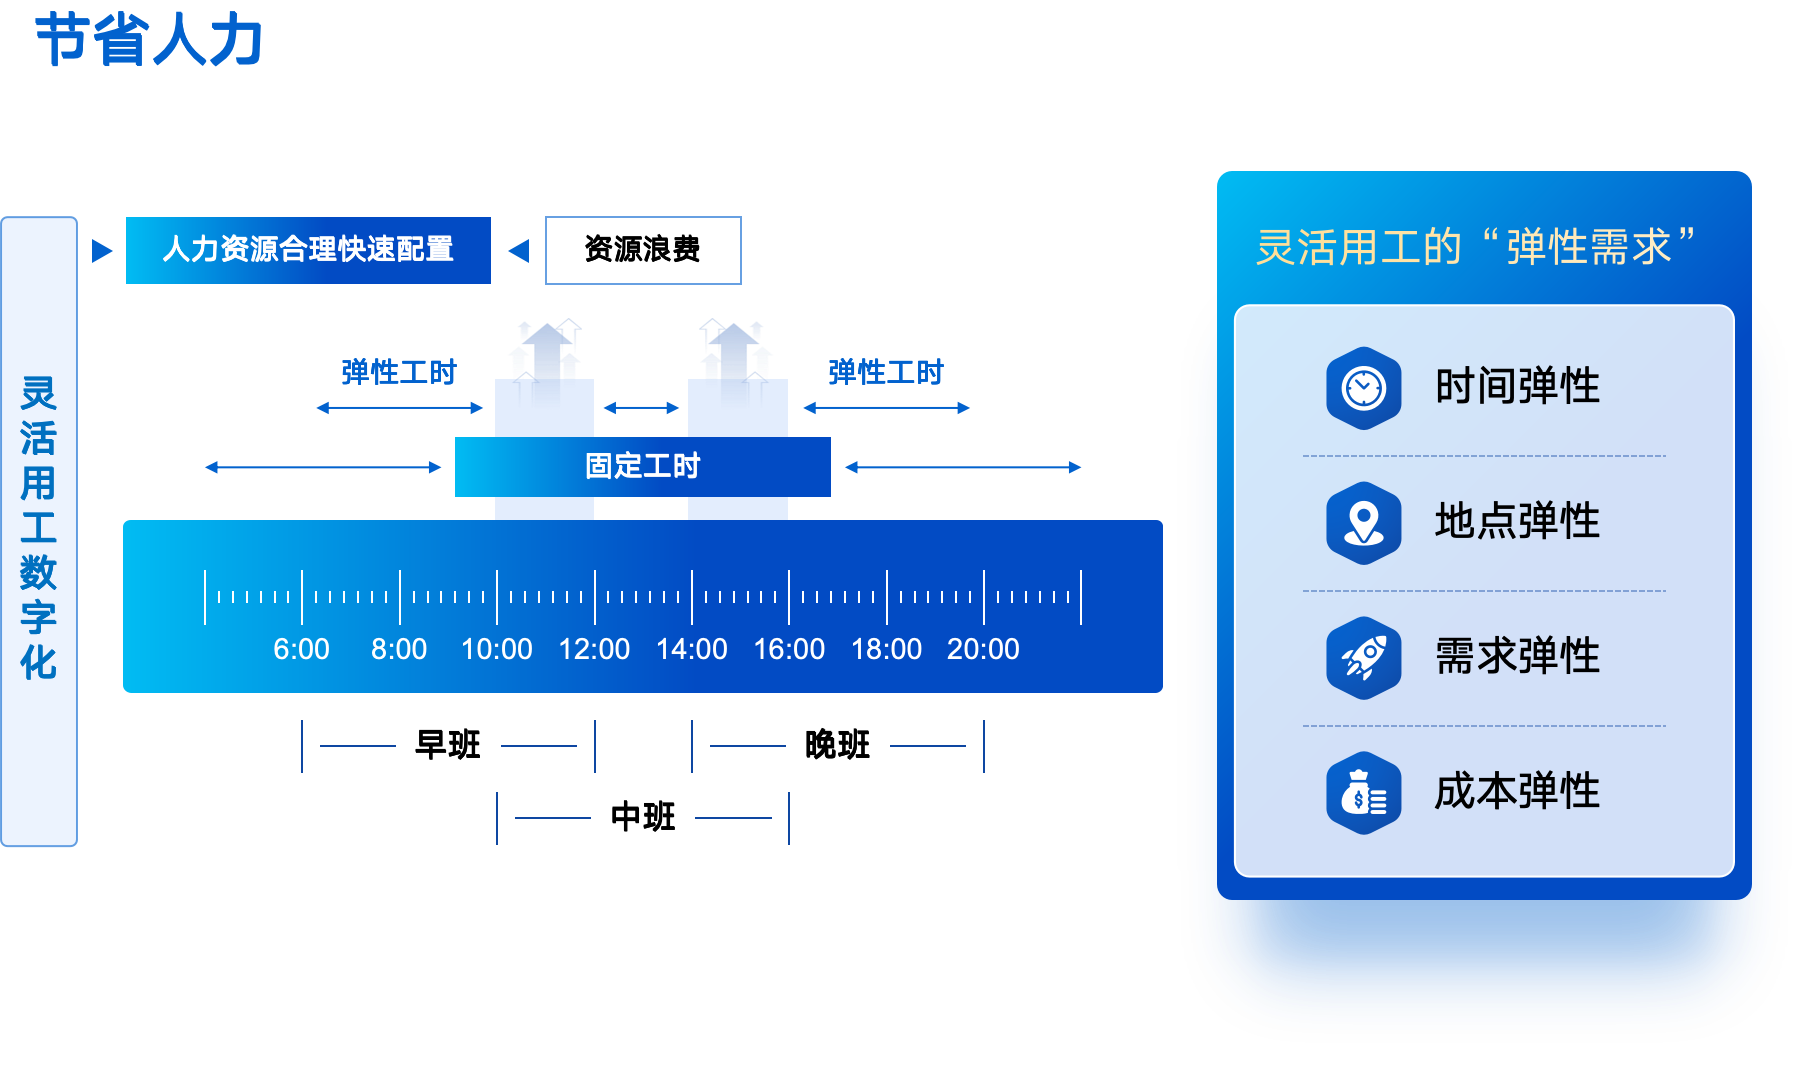 节省人力
灵活用工数字化
人力资源合理快速配置
资源浪费
弹性工时
弹性工时
固定工时
6:00 8:00 10:00 12:00 14:00 16:00 18:00 20:00
早班
晚班
中班
灵活用工的“弹性需求”
时间弹性
地点弹性
需求弹性
$
成本弹性